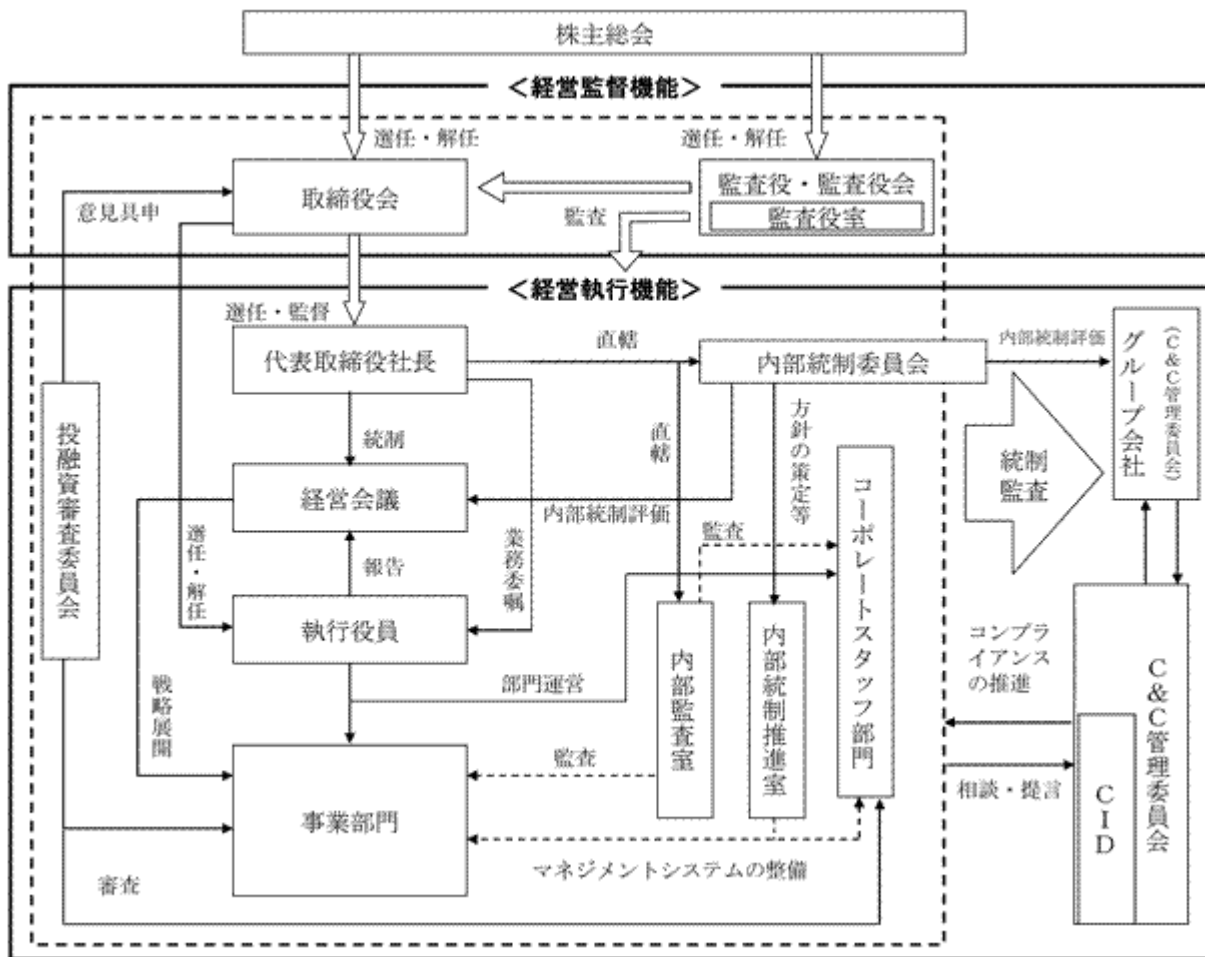 株主総会
＜経営監督機能＞
選任・解任
選任・解任
取締役会
監査役・監査役会
監査役室
意見具申
監査
＜経営執行機能＞
選任・監督
代表取締役社長
直轄
内部統制委員会
内部統制評価
グループ会社
(C&C管理委員会)
統制
直轄
方針の策定等
統制
監査
投融資審査委員会
経営会議
内部統制評価
コーポレートスタッフ部門
選任・解任
報告
業務委嘱
監査
執行役員
内部監査室
内部統制推進室
コンプラ
イアンス
の推進
C&C管理委員会
CID
戦略展開
部門運営
監査
相談・提言
事業部門
マネジメントシステムの整備
審査